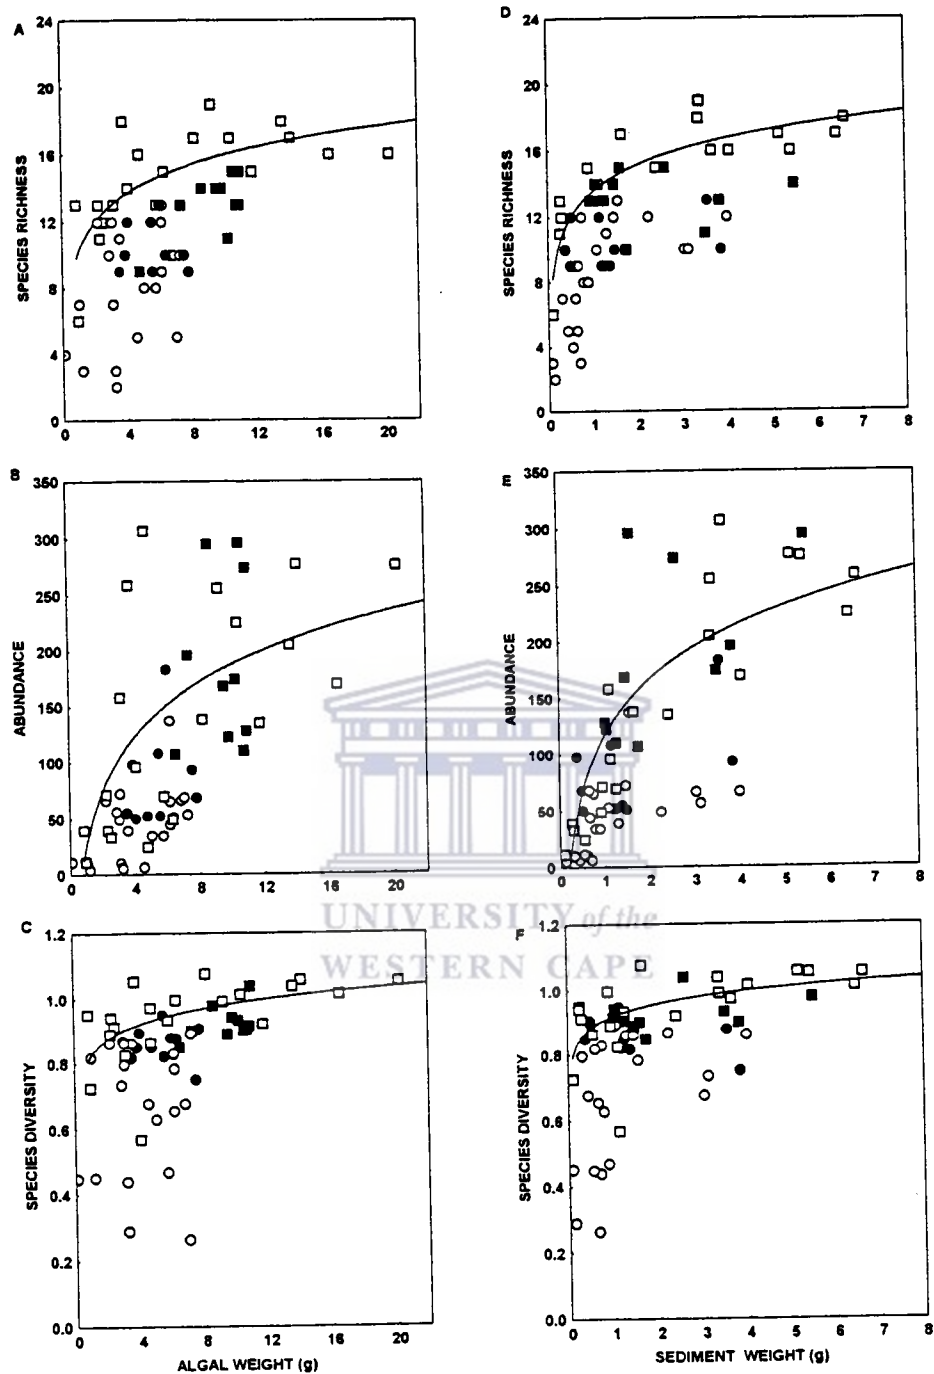 A
24
20
16
12
8
4
0
SPECIES RICHNESS
0 4 8 12 16 20
D
24
20
16
12
8
4
0
SPECIES RICHNESS
0 1 2 3 4 5 6 7 8
B
350
300
250
200
150
100
50
0
ABUNDANCE
0 4 8 12 16 20
E
350
300
250
200
150
100
50
0
ABUNDANCE
0 1 2 3 4 5 6 7 8
UNIVERSITY of the
WESTERN CAPE
C
1.2
1.0
0.8
0.6
0.4
0.2
0.0
SPECIES DIVERSITY
0 4 8 12 16 20
ALGAL WEIGHT (g)
F
1.2
1.0
0.8
0.6
0.4
0.2
0.0
SPECIES DIVERSITY
0 1 2 3 4 5 6 7 8
SEDIMENT WEIGHT (g)